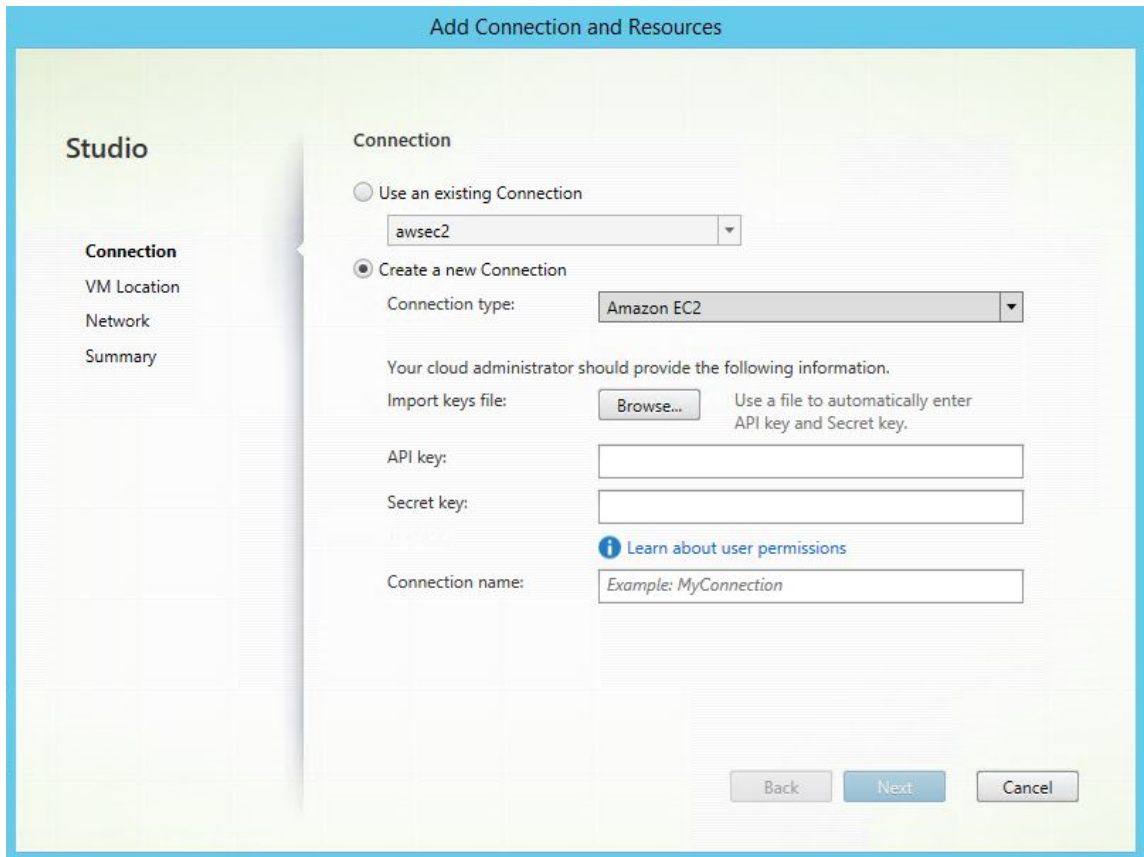 Add Connection and Resources
Studio
Connection
VM Location
Network
Summary
Connection
Use an existing Connection
awsec2
Create a new Connection
Connection type: Amazon EC2
Your cloud administrator should provide the following information.
Import keys file: Browse... Use a file to automatically enter
API key and Secret key.
API key:
Secret key:
Learn about user permissions
Connection name: Example: MyConnection
Back Next Cancel